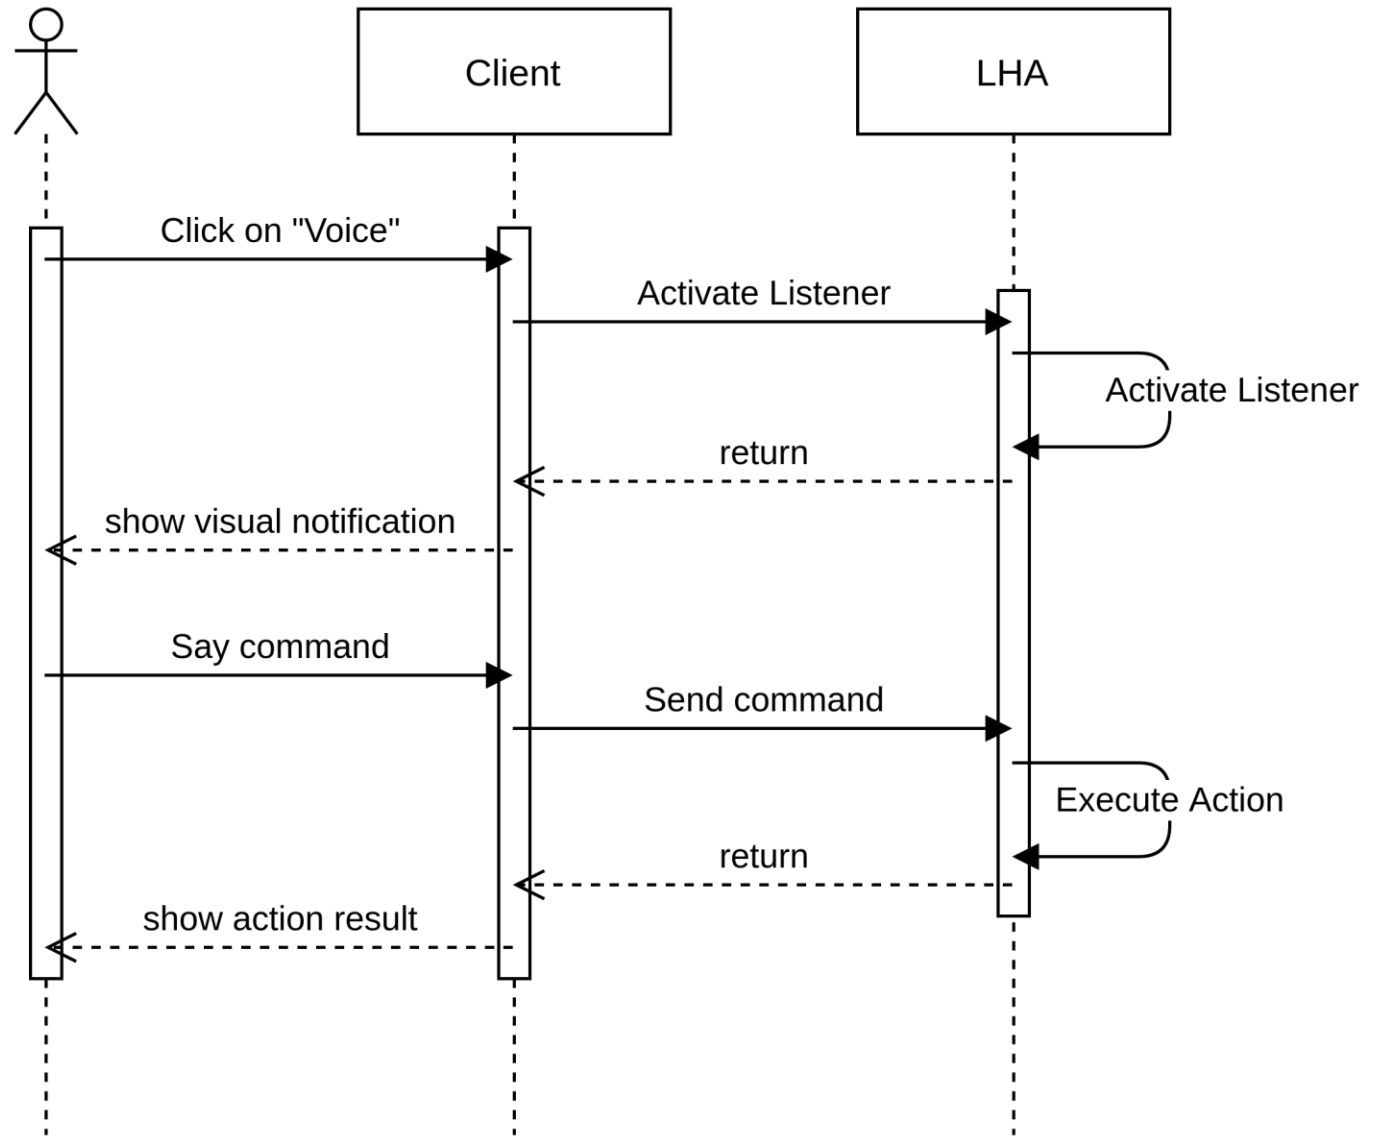 Client
LHA
Click on "Voice"
Activate Listener
Activate Listener
return
show visual notification
Say command
Send command
Execute Action
return
show action result